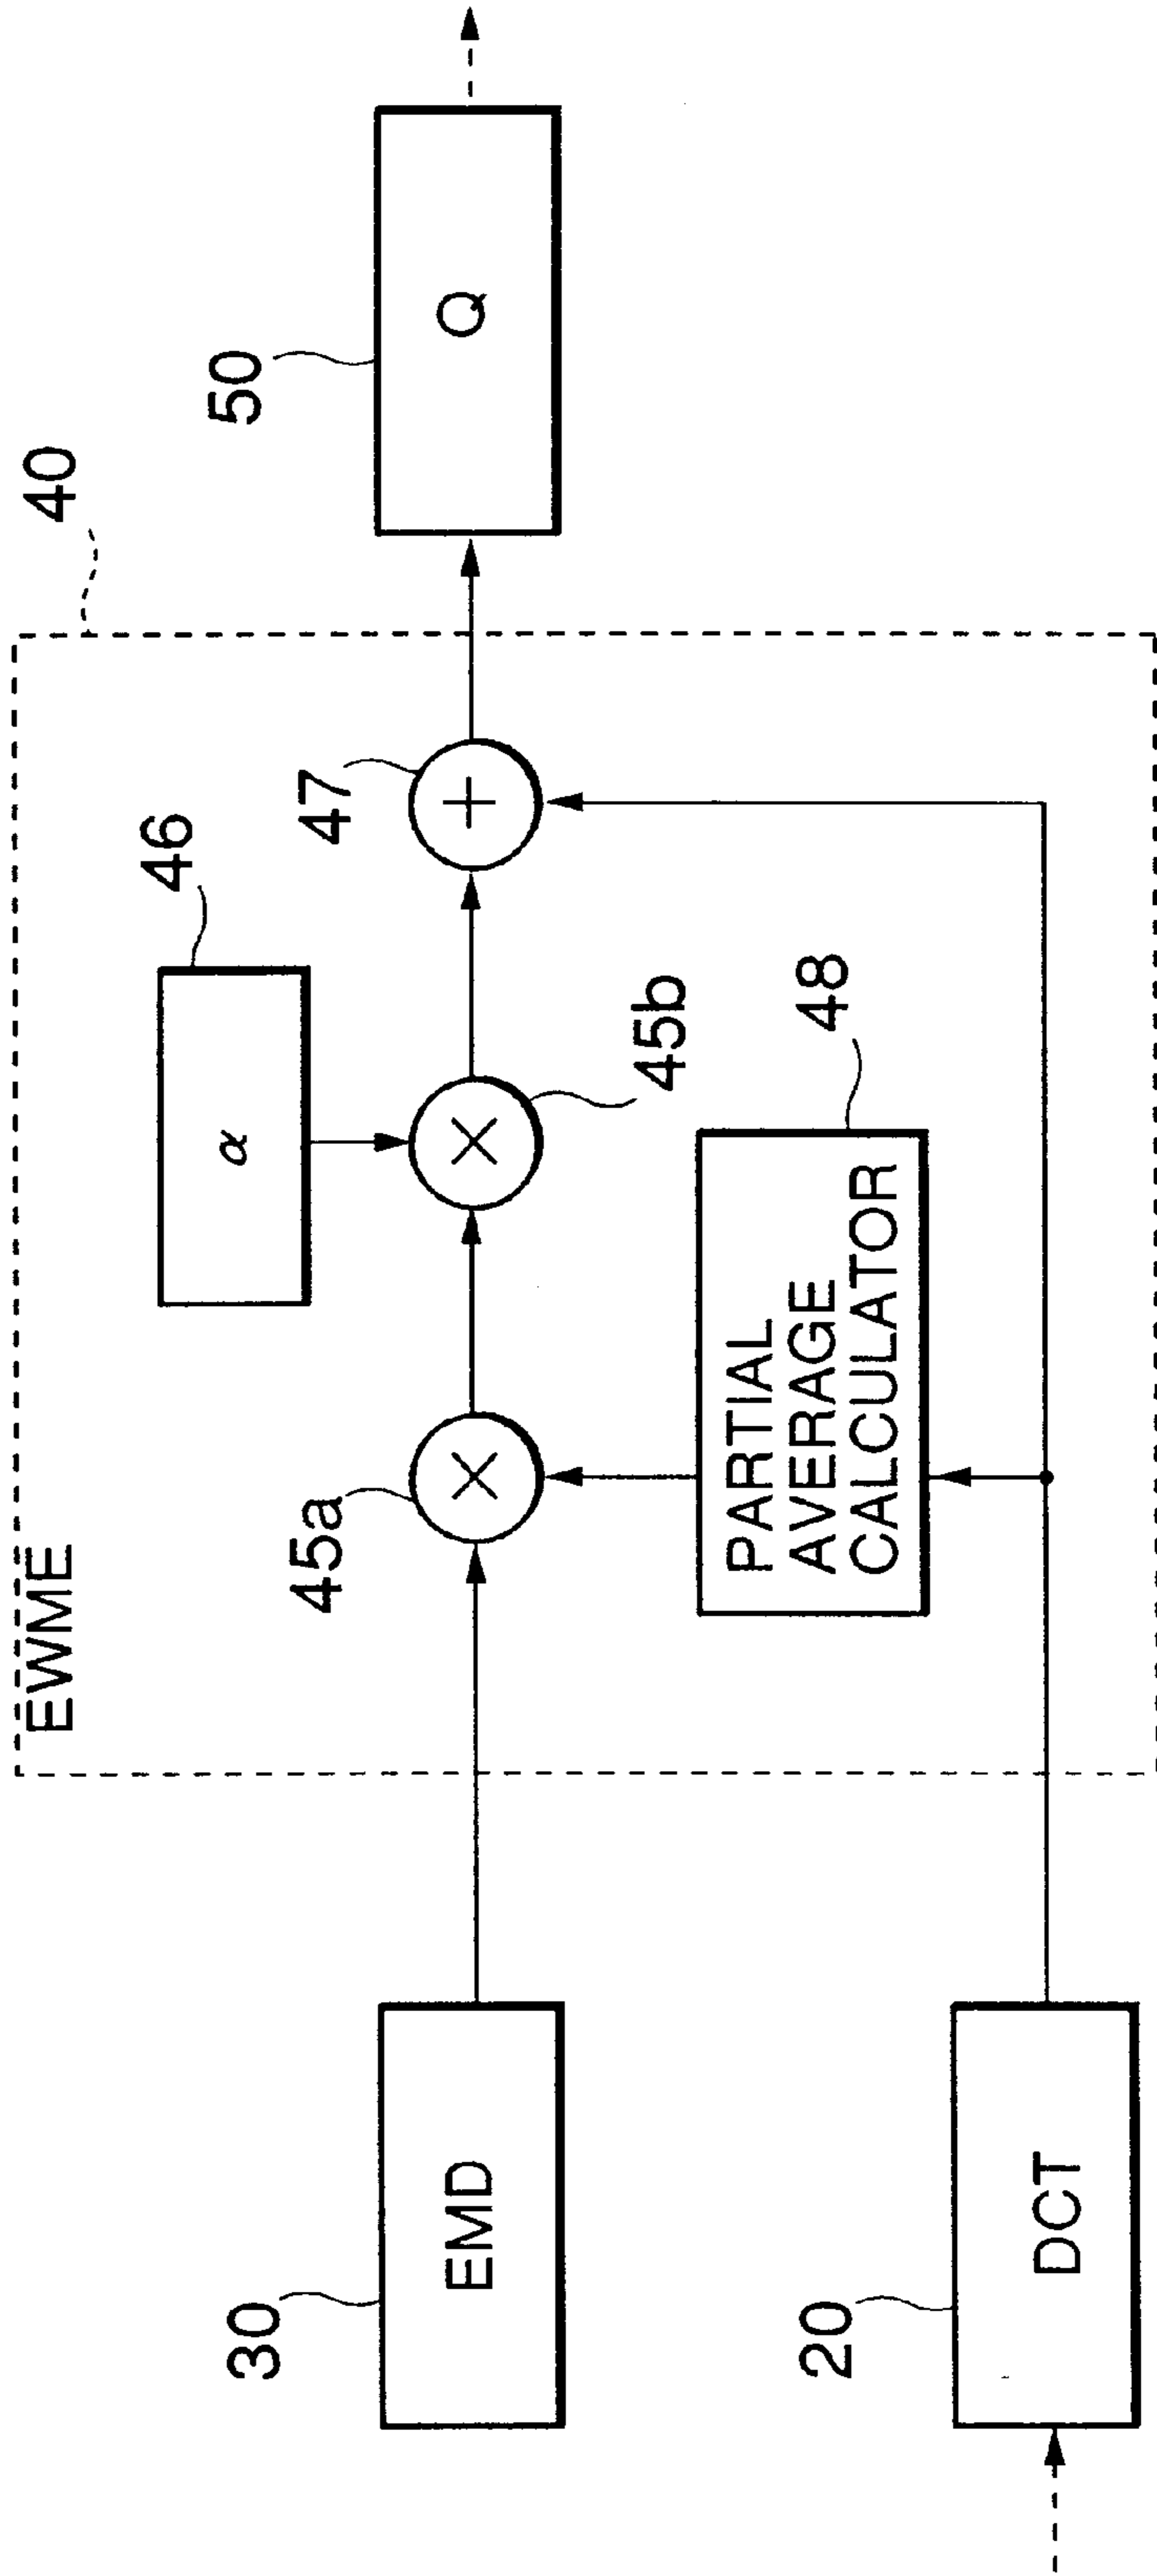 40
EWME
46
α
47
50
Q
45a
×
×
+
45b
48
PARTIAL
AVERAGE
CALCULATOR
30
EMD
20
DCT